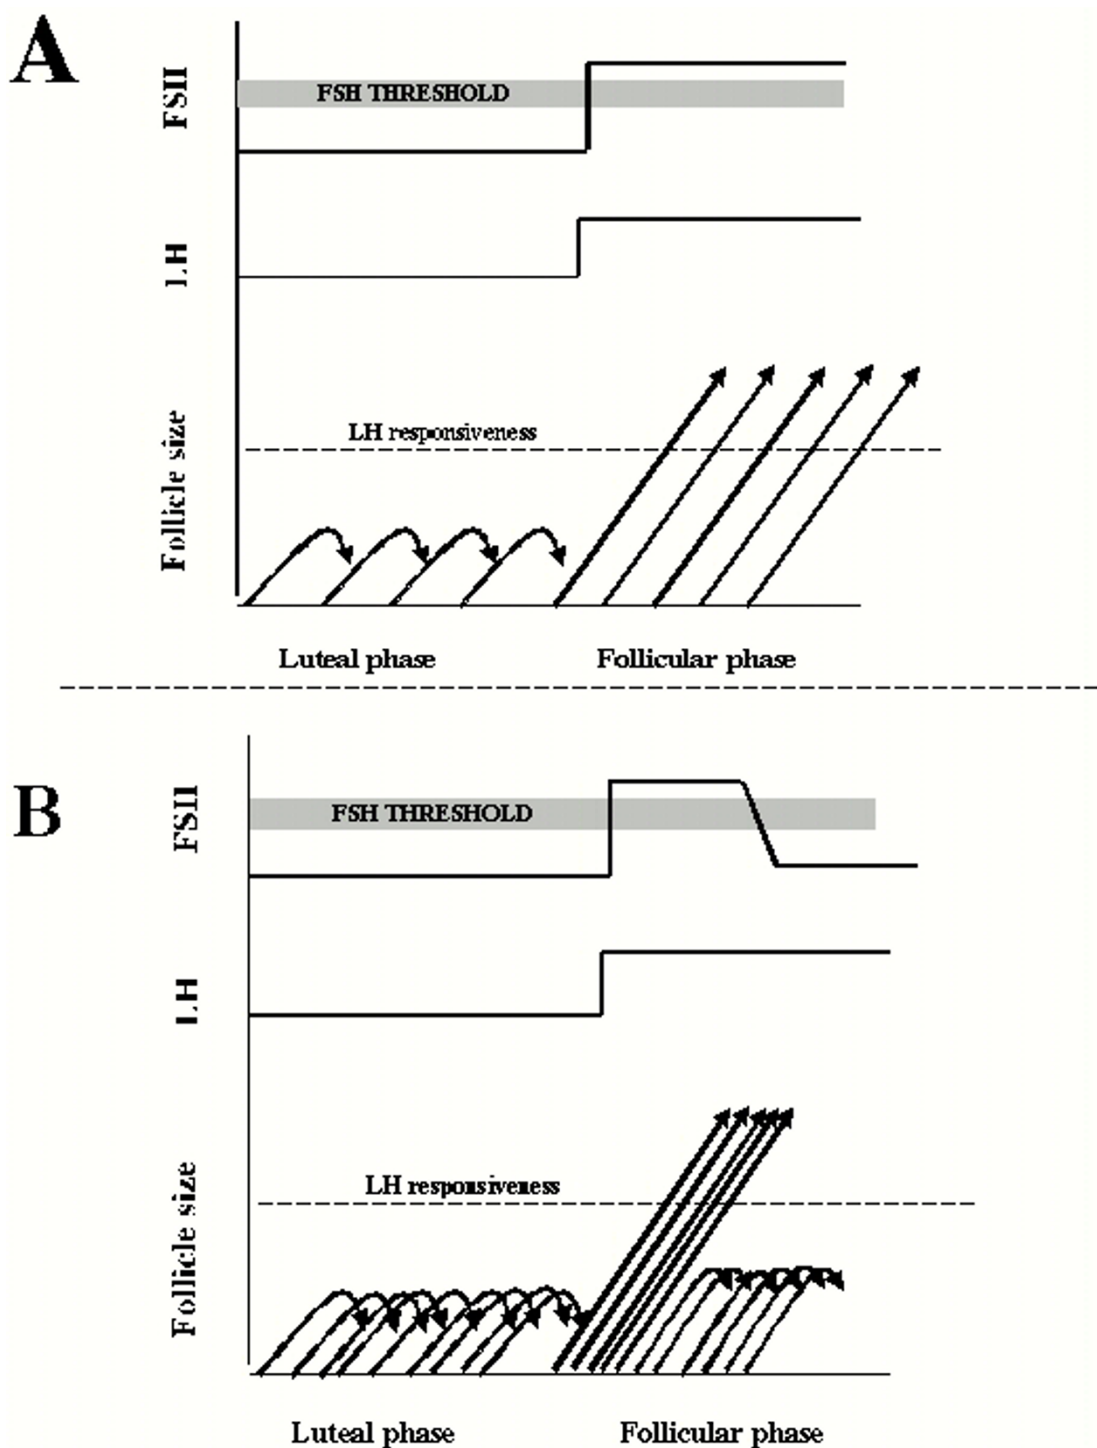 A
FSH
FSH THRESHOLD
LH
Follicle size
LH responsiveness
Luteal phase
Follicular phase
B
FSH
FSH THRESHOLD
LH
Follicle size
LH responsiveness
Luteal phase
Follicular phase